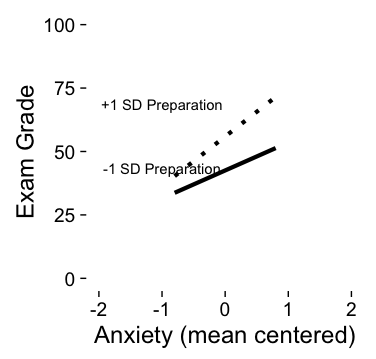 100
75
50
25
0
Exam Grade
+1 SD Preparation
-1 SD Preparation
-2 -1 0 1 2
Anxiety (mean centered)